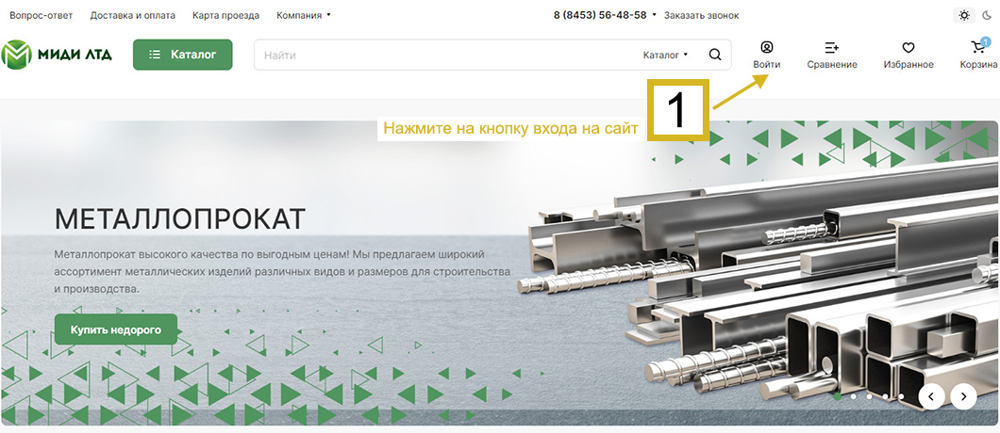 Вопрос-ответ Доставка и оплата Карта проезда Компания 8 (8453) 56-48-58 Заказать звонок
МИДИ ЛТД Каталог Найти Каталог
Войти Сравнение Избранное 1 Корзина
1
Нажмите на кнопку входа на сайт
МЕТАЛЛОПРОКАТ
Металлопрокат высокого качества по выгодным ценам! Мы предлагаем широкий
ассортимент металлических изделий различных видов и размеров для строительства
и производства.
Купить недорого